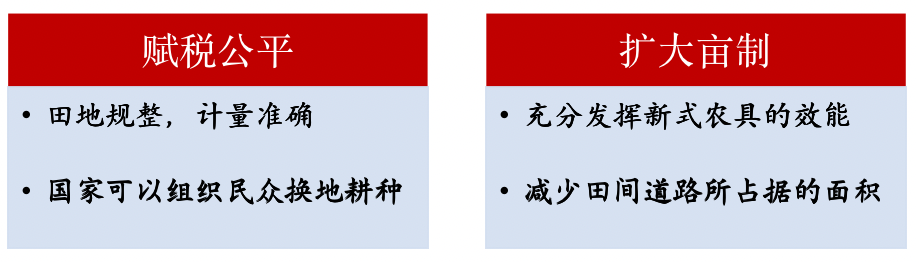 赋税公平
• 田地规整，计量准确
• 国家可以组织民众换地耕种
扩大亩制
• 充分发挥新式农具的效能
• 减少田间道路所占据的面积